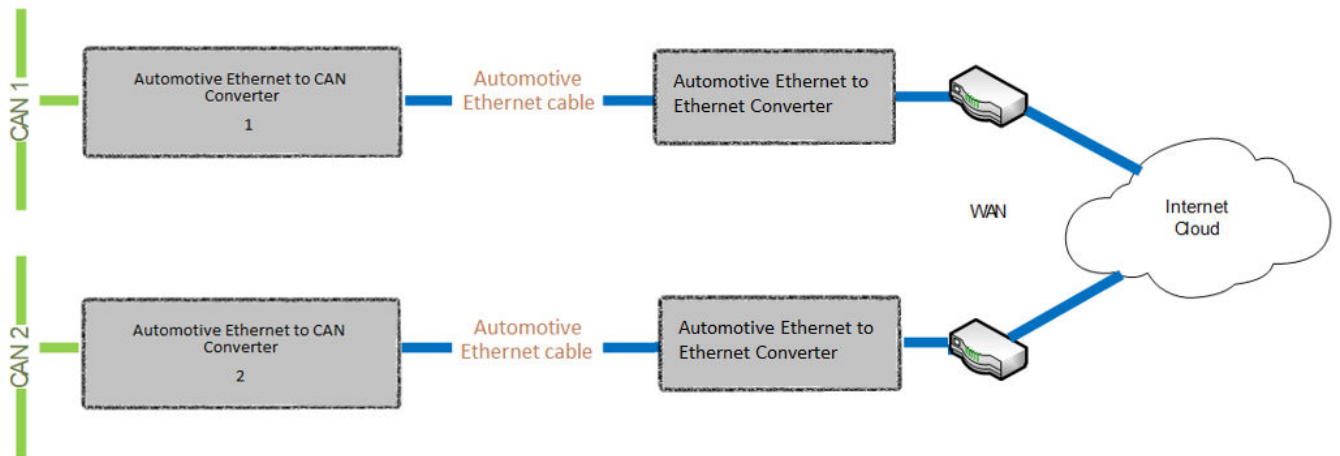 CAN 1
Automotive Ethernet to CAN
Converter
1
Automotive
Ethernet cable
Automotive Ethernet to
Ethernet Converter
WAN
Internet
Cloud
CAN 2
Automotive Ethernet to CAN
Converter
2
Automotive
Ethernet cable
Automotive Ethernet to
Ethernet Converter